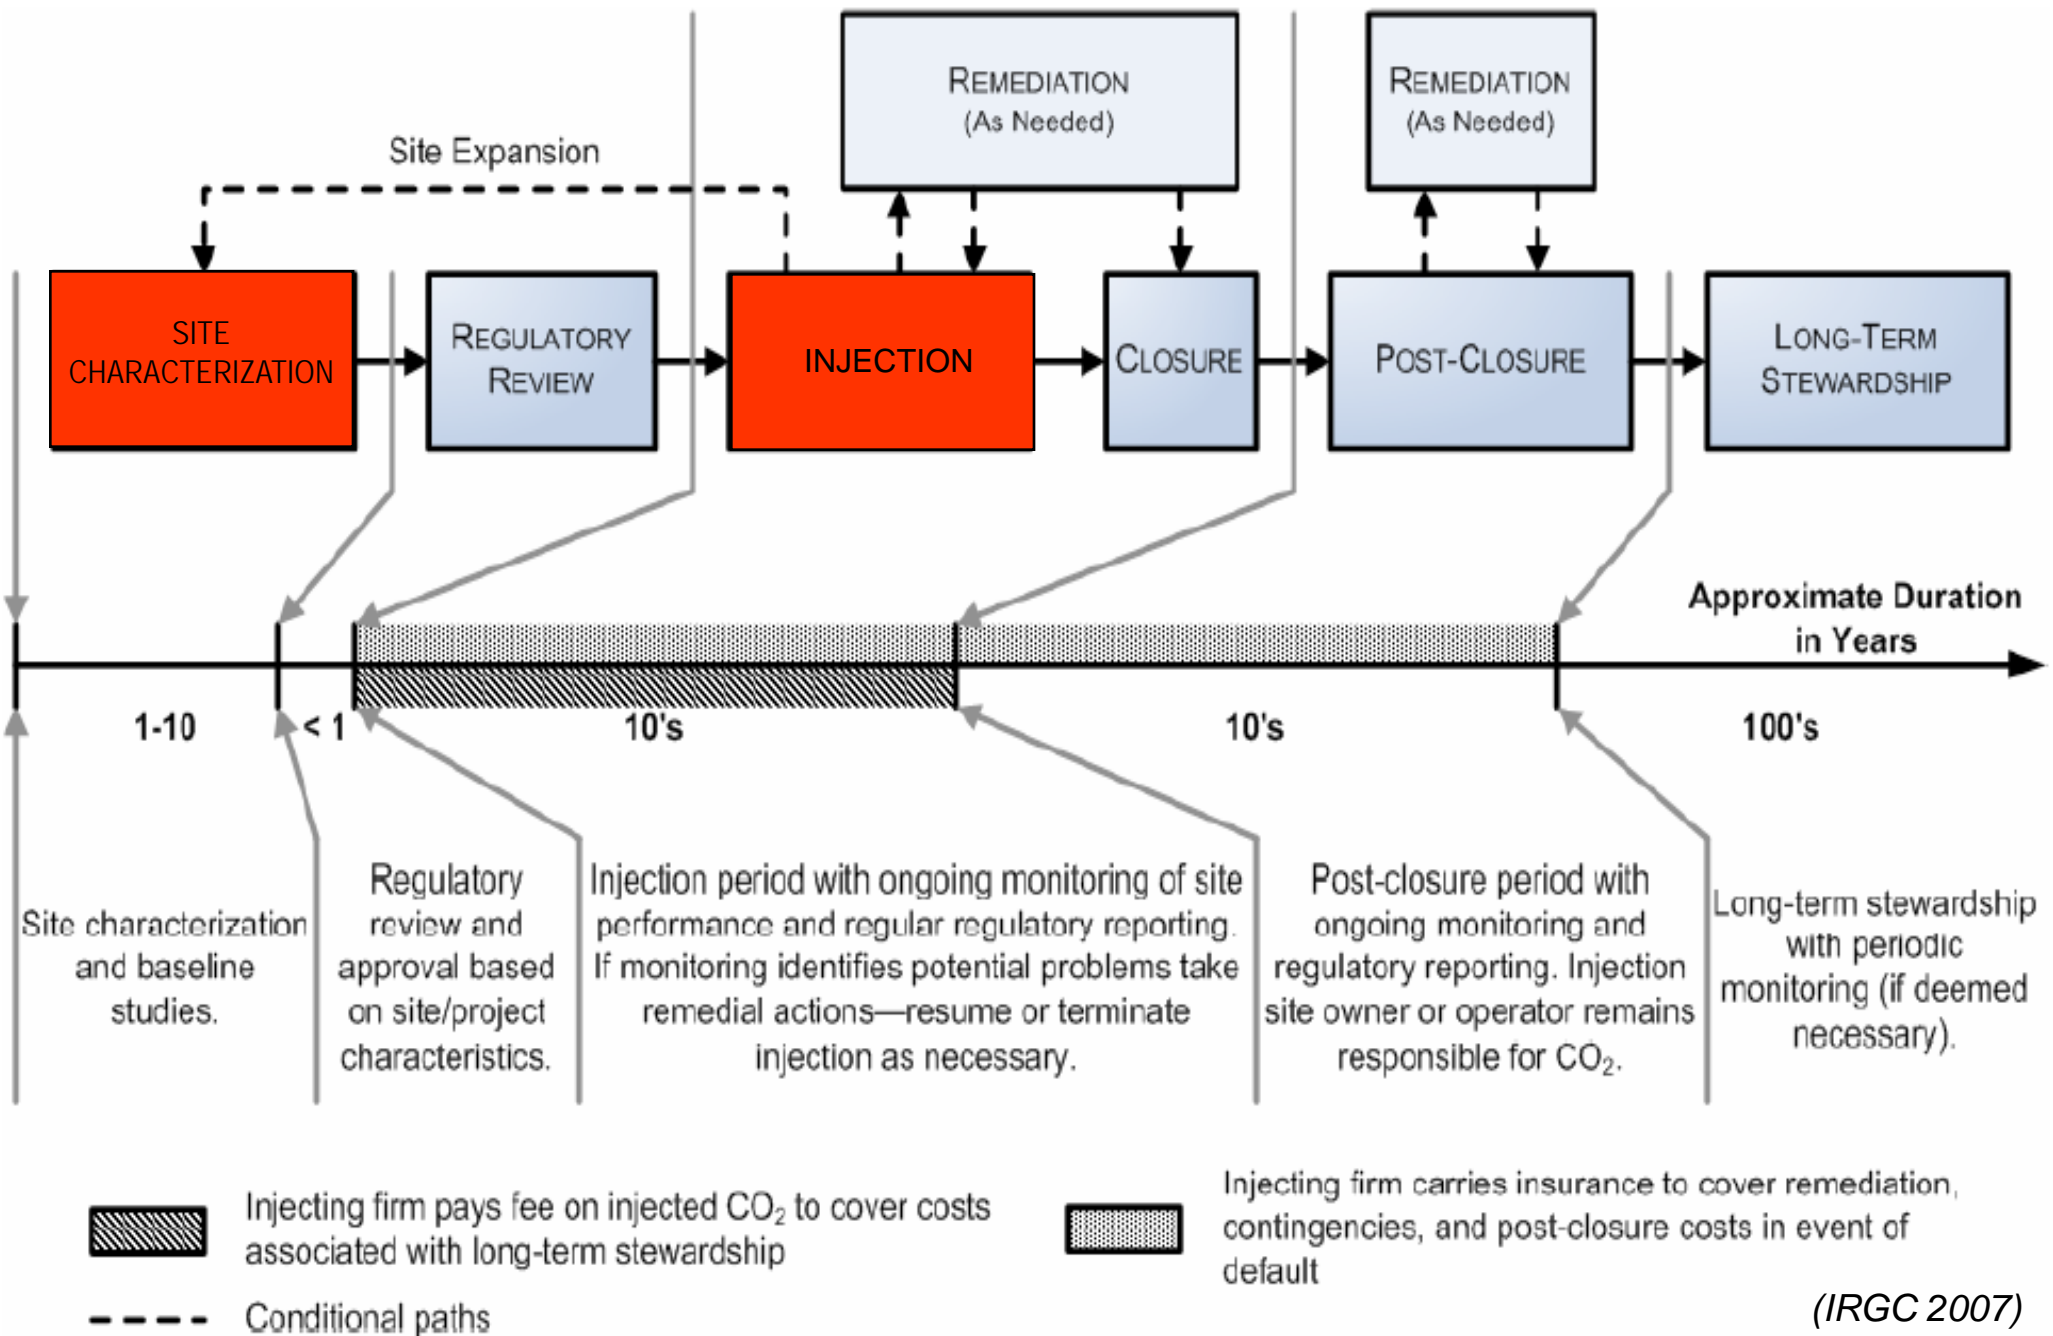 REMEDIATION
(As Needed)
REMEDIATION
(As Needed)
Site Expansion
SITE
CHARACTERIZATION
REGULATORY
REVIEW
INJECTION
CLOSURE
POST-CLOSURE
LONG-TERM
STEWARDSHIP
Approximate Duration
in Years
1-10
< 1
10's
10's
100's
Site characterization
and baseline
studies.
Regulatory
review and
approval based
on site/project
characteristics.
Injection period with ongoing monitoring of site
performance and regular regulatory reporting.
If monitoring identifies potential problems take
remedial actions—resume or terminate
injection as necessary.
Post-closure period with
ongoing monitoring and
regulatory reporting. Injection
site owner or operator remains
responsible for CO₂.
Long-term stewardship
with periodic
monitoring (if deemed
necessary).
Injecting firm pays fee on injected CO₂ to cover costs
associated with long-term stewardship
Injecting firm carries insurance to cover remediation,
contingencies, and post-closure costs in event of
default
Conditional paths
(IRGC 2007)